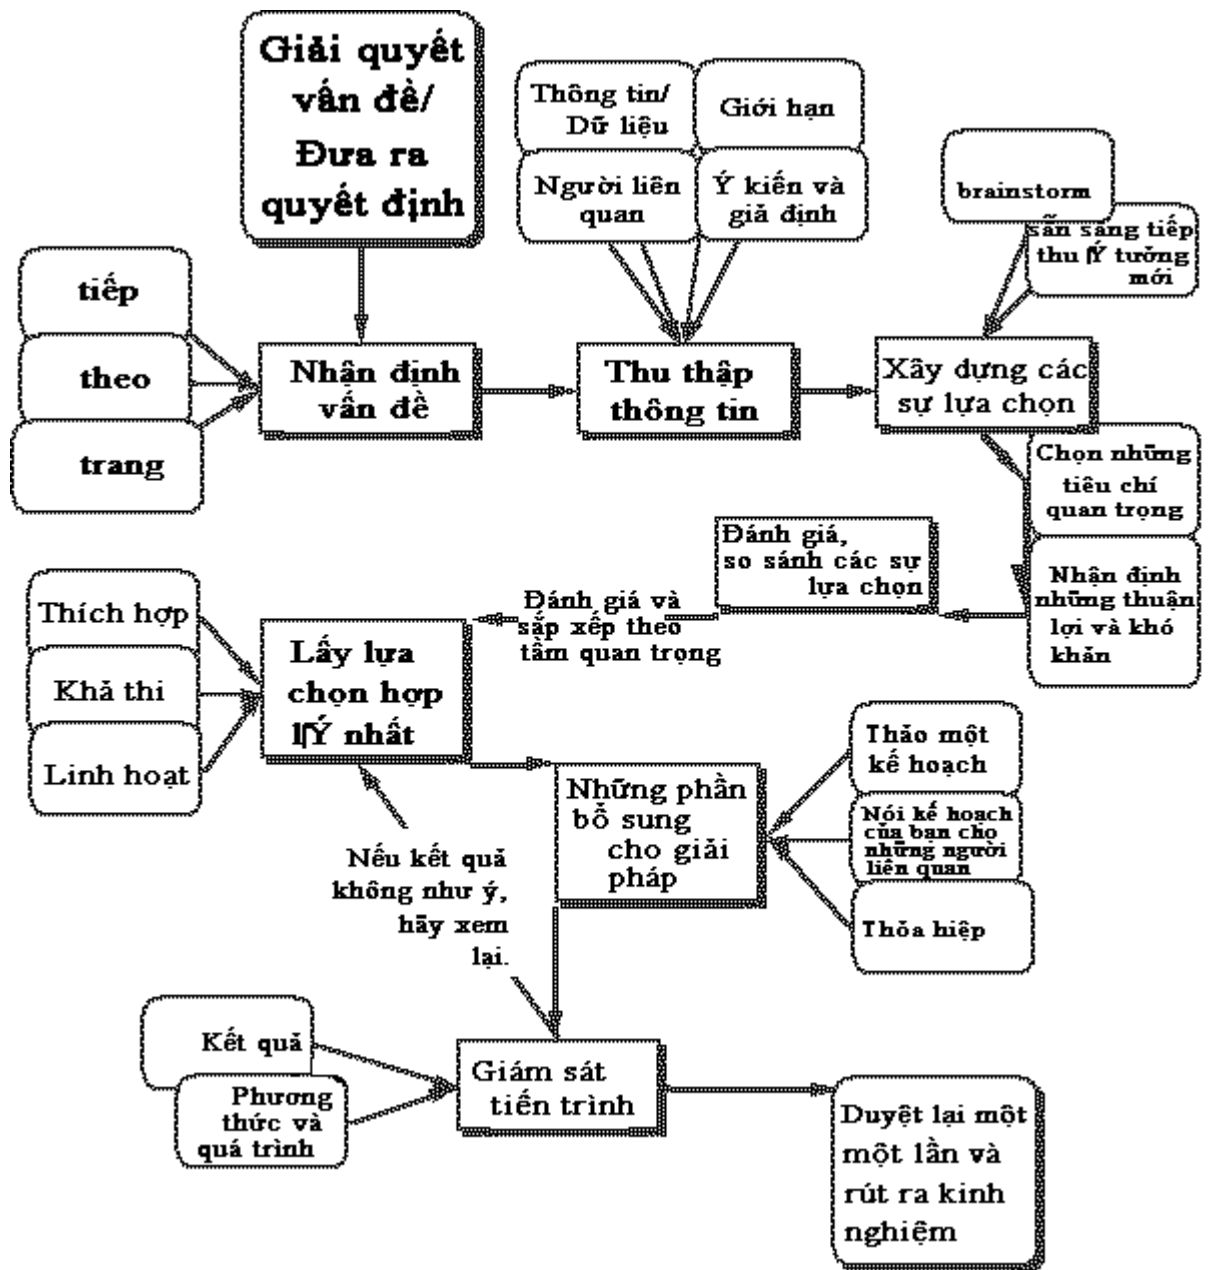 Giải quyết
vấn đề/
Đưa ra
quyết định
Thông tin/
Dữ liệu
Giới hạn
Người liên
quan
Ý kiến và
giả định
brainstorm
sẵn sàng tiếp
thu lÝ tưởng
mới
tiếp
theo
trang
Nhận định
vấn đề
Thu thập
thông tin
Xây dựng các
sự lựa chọn
Chọn những
tiêu chí
quan trọng
Nhận định
những thuận
lợi và khó
khăn
Đánh giá,
so sánh các sự
lựa chọn
Đánh giá và
sắp xếp theo
tầm quan trọng
Thích hợp
Khả thi
Linh hoạt
Lấy lựa
chọn hợp
lÝ nhất
Những phần
bổ sung
cho giải
pháp
Thảo một
kế hoạch
Nói kế hoạch
của bạn cho
những người
liên quan
Thỏa hiệp
Nếu kết quả
không như ý,
hãy xem
lại.
Kết quả
Phương
thức và
quá trình
Giám sát
tiến trình
Duyệt lại một
một lần và
rút ra kinh
nghiệm